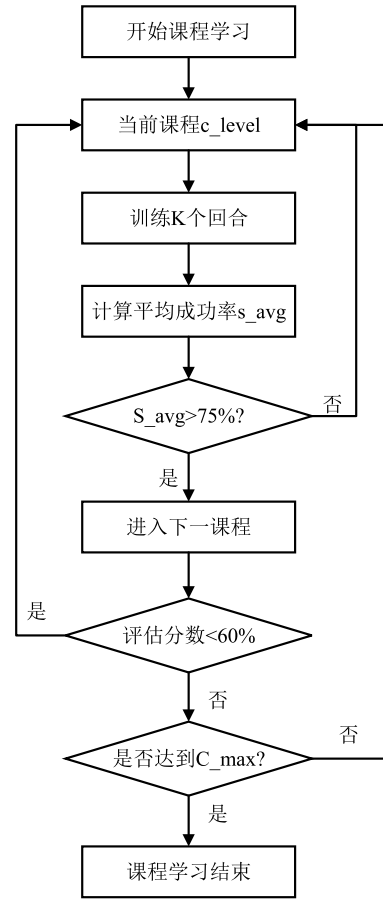 开始课程学习
当前课程c_level
训练K个回合
计算平均成功率s_avg
S_avg>75%?
否
是
进入下一课程
是
评估分数<60%
否
否
是否达到C_max?
是
课程学习结束